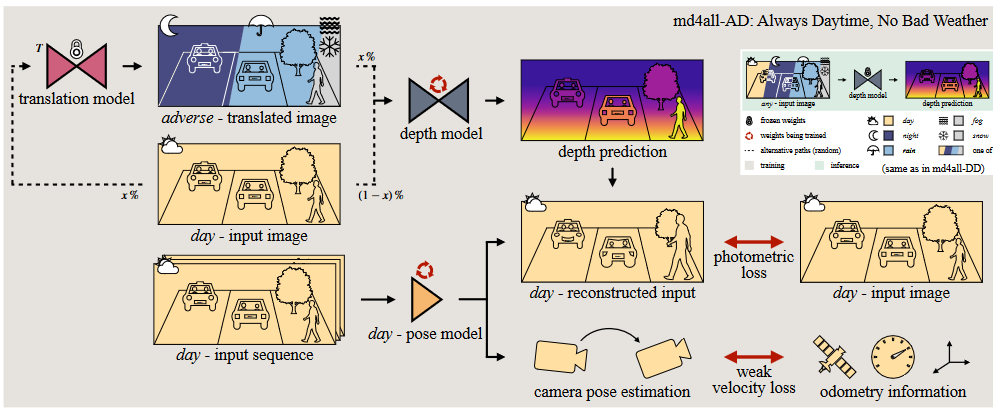 md4all-AD: Always Daytime, No Bad Weather
T
translation model
adverse - translated image
x%
depth model
depth prediction
any - input image
depth model
depth prediction
frozen weights
weights being trained
alternative paths (random)
training
inference
day
night
rain
fog
snow
one of
(same as in md4all-DD)
x%
(1 − x)%
day - input image
day - reconstructed input
photometric
loss
day - input image
day - input sequence
day - pose model
camera pose estimation
weak
velocity loss
odometry information